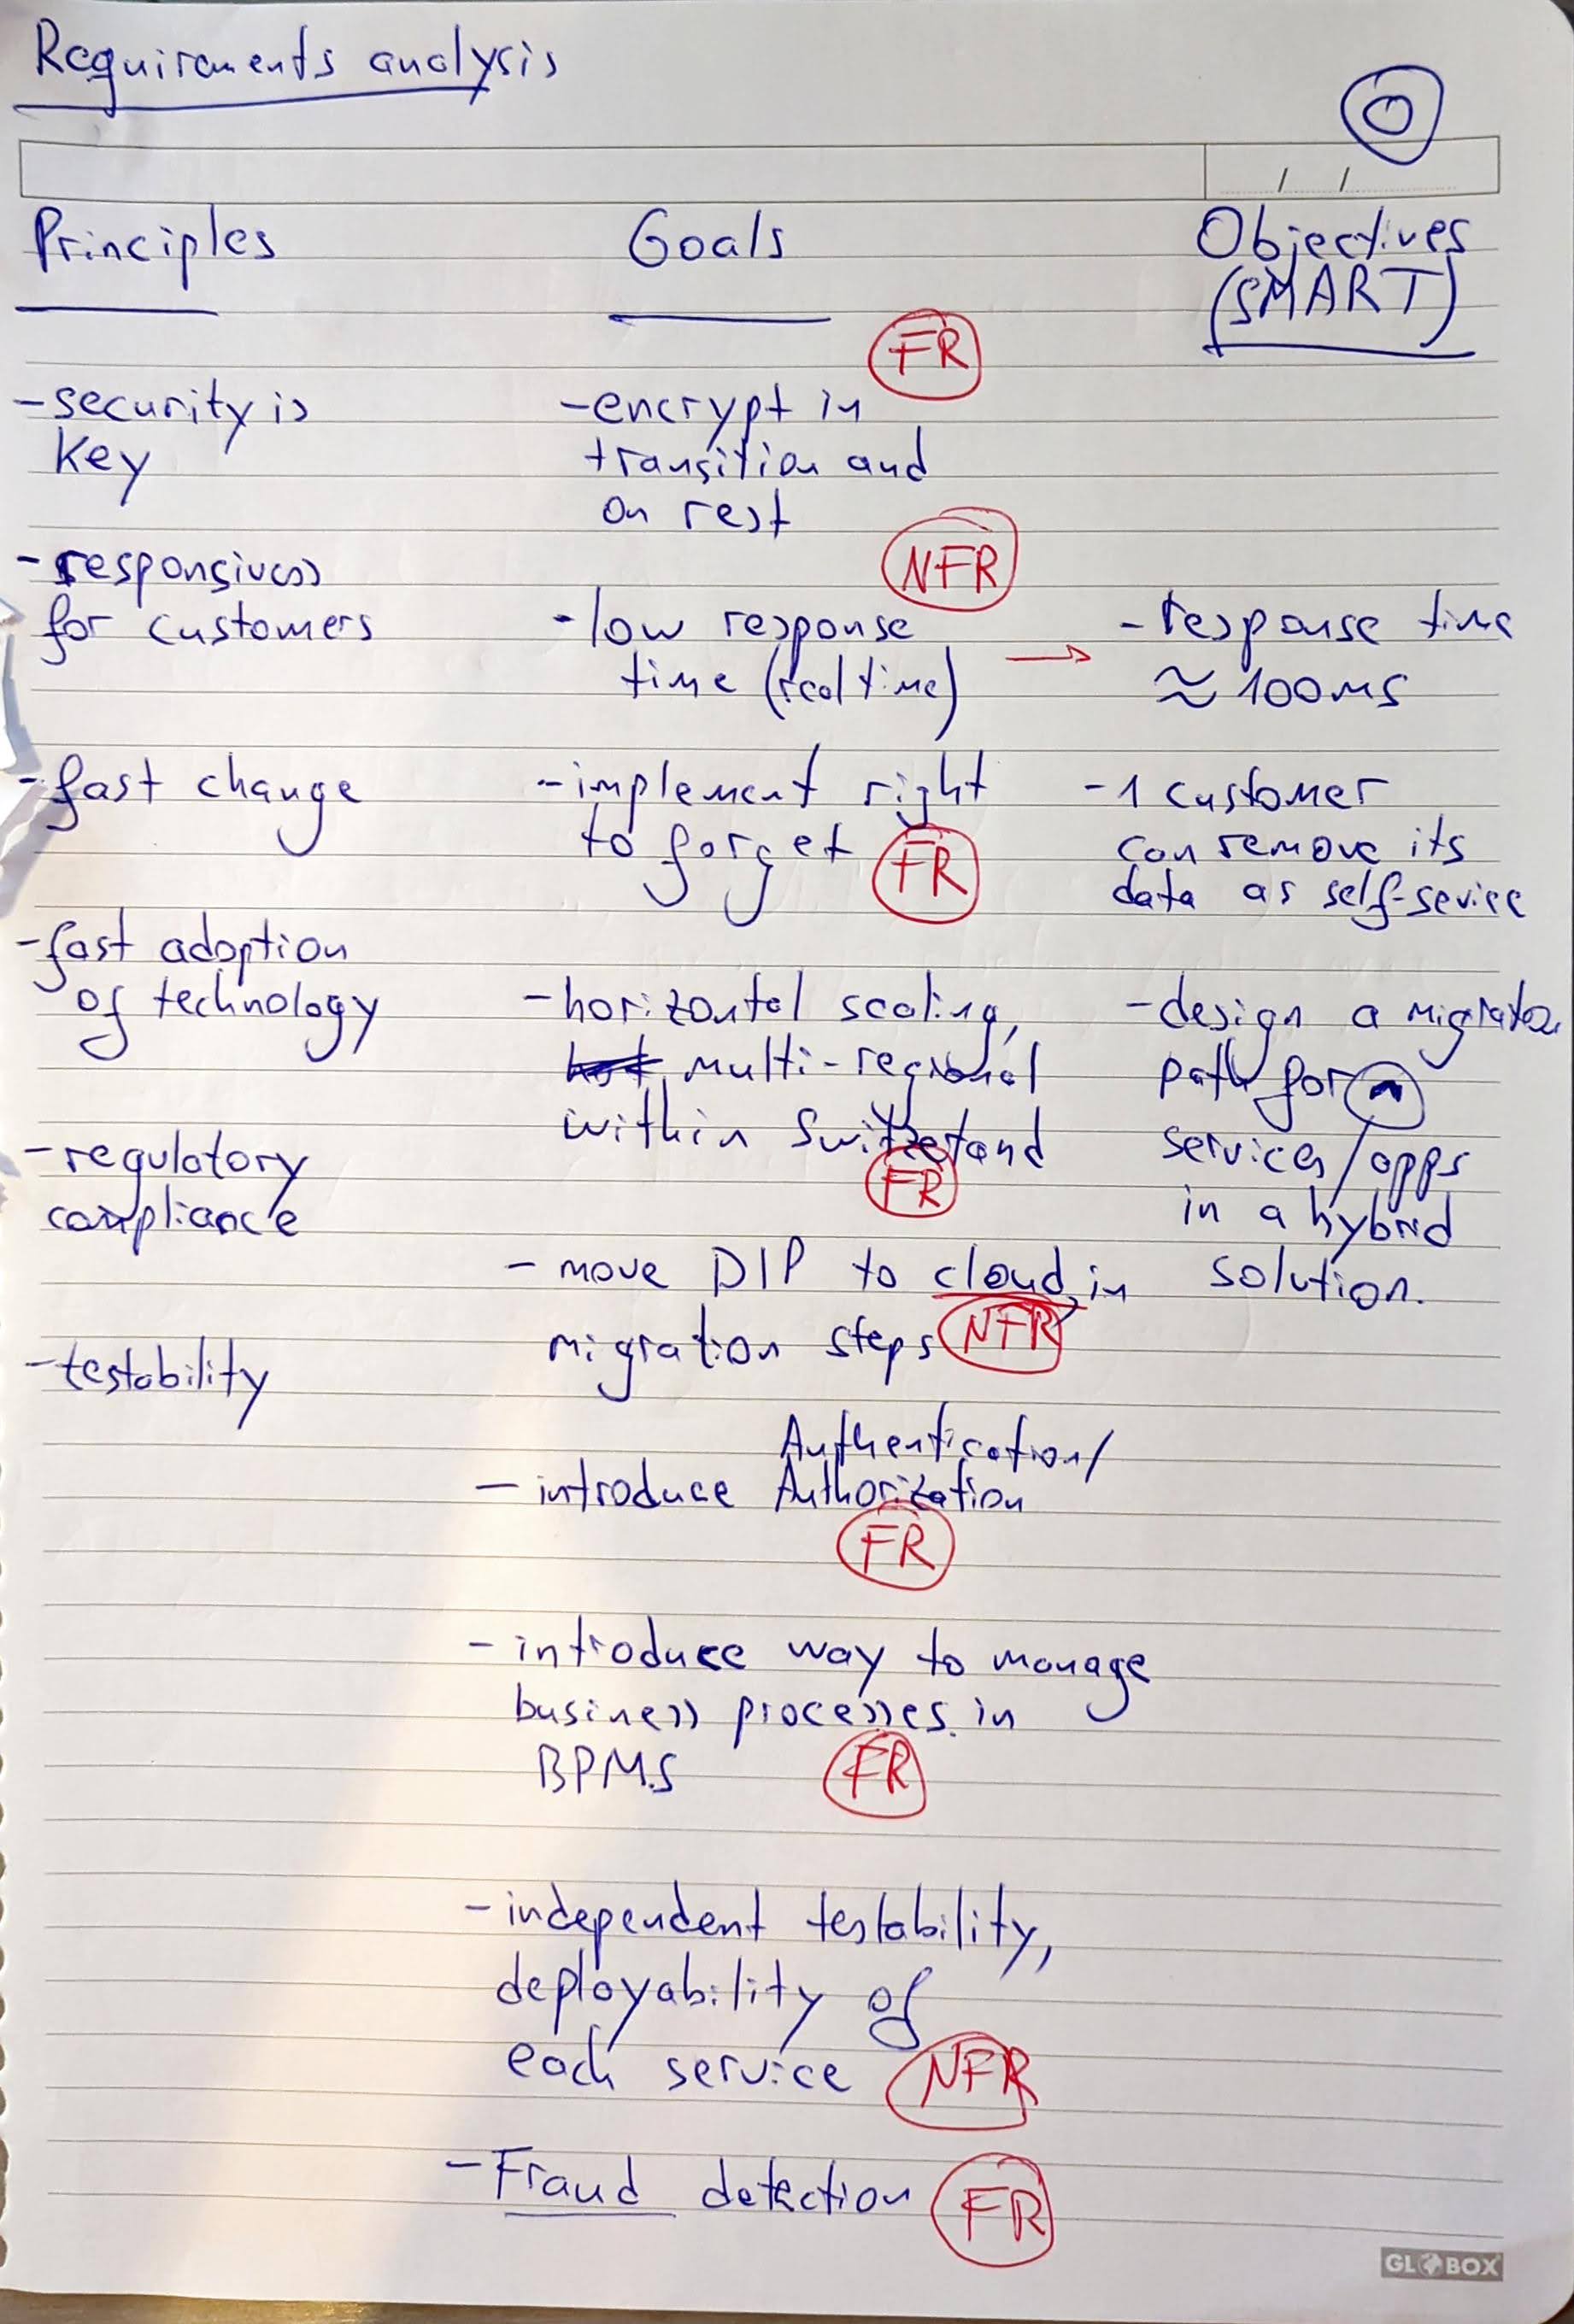 Requirements analysis
0
/ /
Principles
Goals
Objectives
(SMART)
- security is
key
- responsiveness
for customers
- fast change
- fast adoption
of technology
- regulatory
compliance
- testability
FR
- encrypt in
transition and
on rest
NFR
- low response
time (real time)
- implement right
to forget FR
- horizontal scaling,
multi-regional
within Switzerland
FR
- move DIP to cloud, in
migration steps NFR
Authentication/
- introduce Authorization
FR
- introduce way to manage
business processes in
BPMS FR
- independent testability,
deployability of
each service NFR
- Fraud detection FR
→ - response time
≈ 100ms
- 1 customer
can remove its
data as self-sevice
- design a migration
path for
services/apps
in a hybrid
solution.
GLOBOX